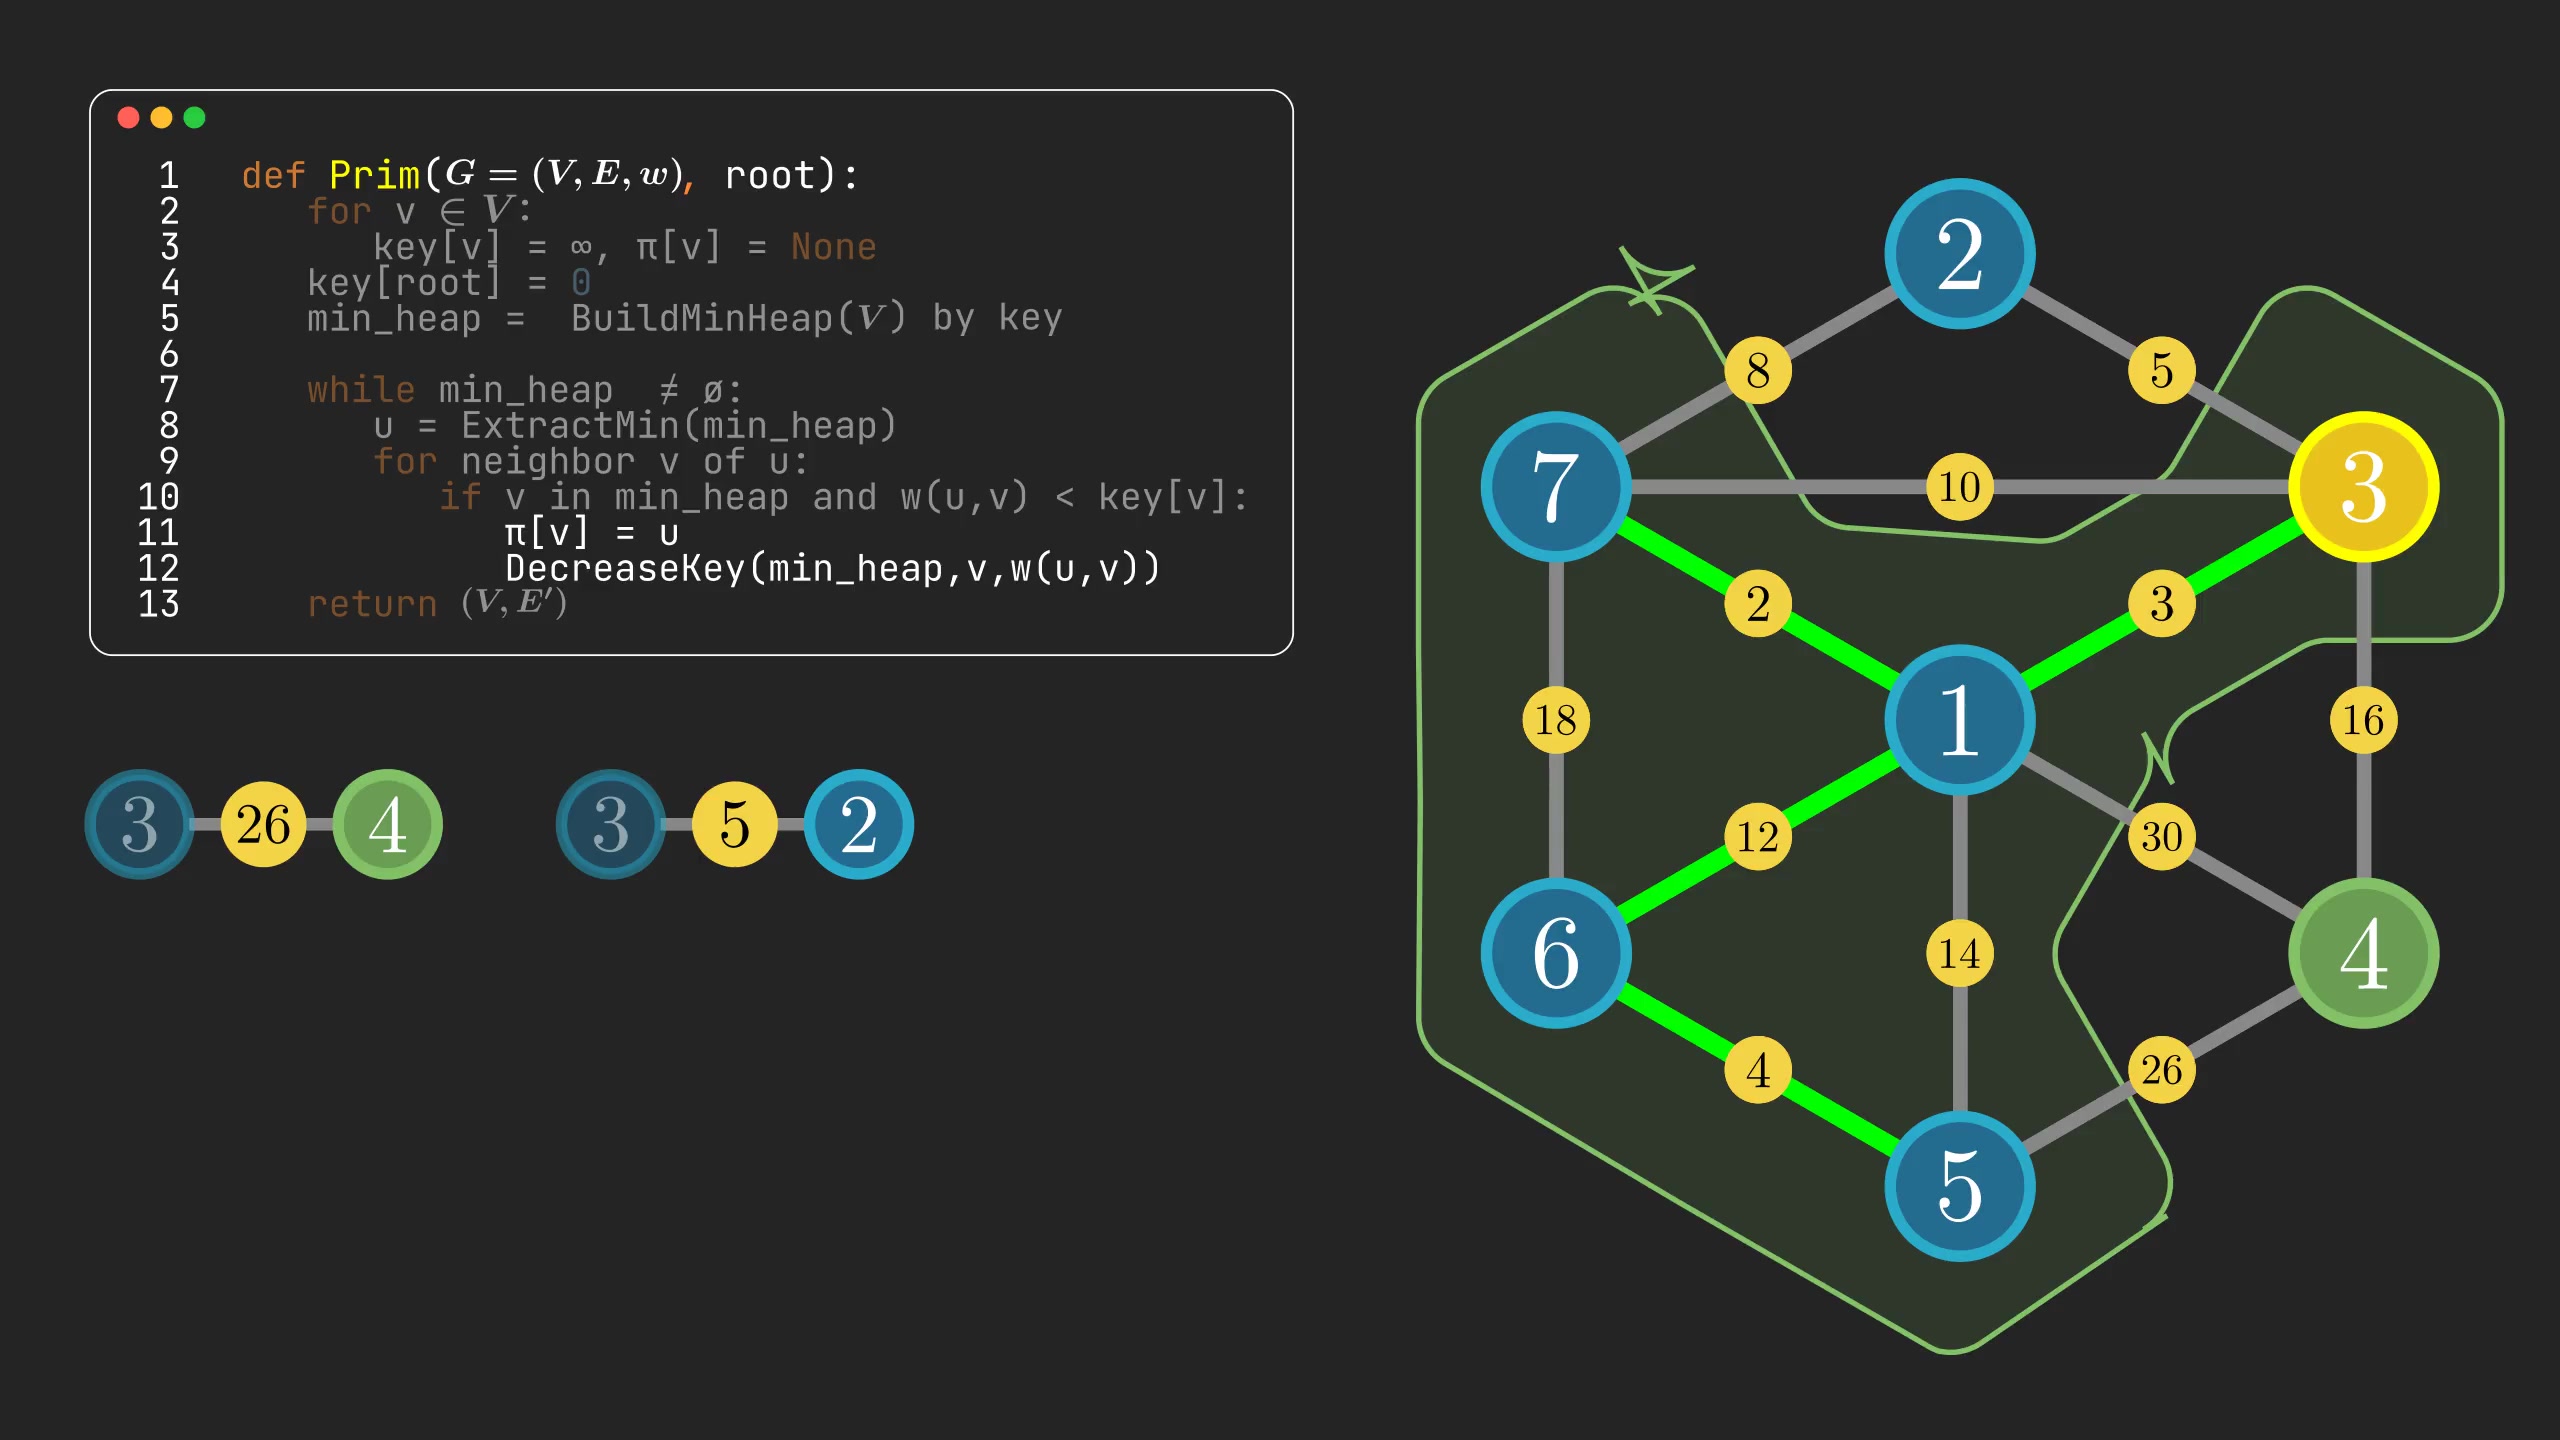 1 def Prim(G = (V, E, w), root):
2 for v ∈ V:
3 key[v] = ∞, π[v] = None
4 key[root] = 0
5 min_heap = BuildMinHeap(V) by key
6
7 while min_heap ≠ ø:
8 u = ExtractMin(min_heap)
9 for neighbor v of u:
10 if v in min_heap and w(u,v) < key[v]:
11 π[v] = u
12 DecreaseKey(min_heap,v,w(u,v))
13 return (V, E′)
3 26 4
3 5 2
2
8
5
7
10
3
2
3
18
1
16
12
30
6
14
4
4
26
5